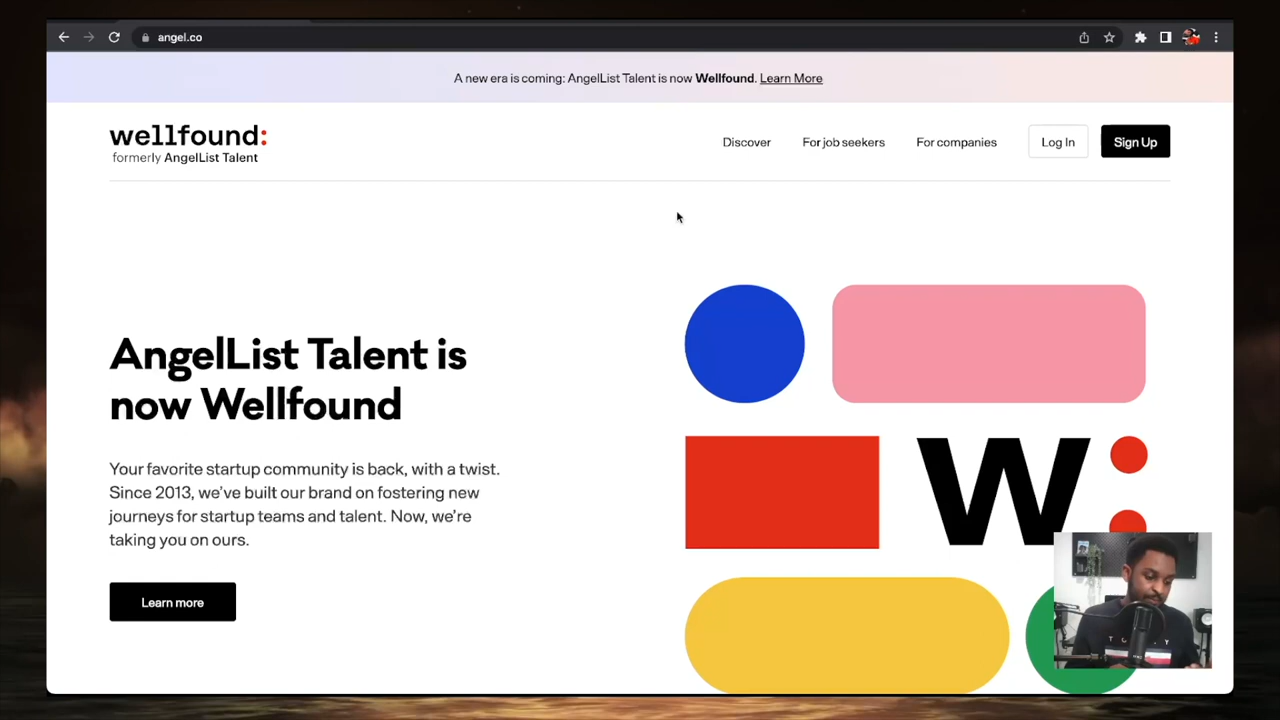 angel.co
A new era is coming: AngelList Talent is now Wellfound. Learn More
wellfound:
formerly AngelList Talent
Discover
For job seekers
For companies
Log In
Sign Up
AngelList Talent is
now Wellfound
Your favorite startup community is back, with a twist.
Since 2013, we've built our brand on fostering new
journeys for startup teams and talent. Now, we're
taking you on ours.
Learn more
w: